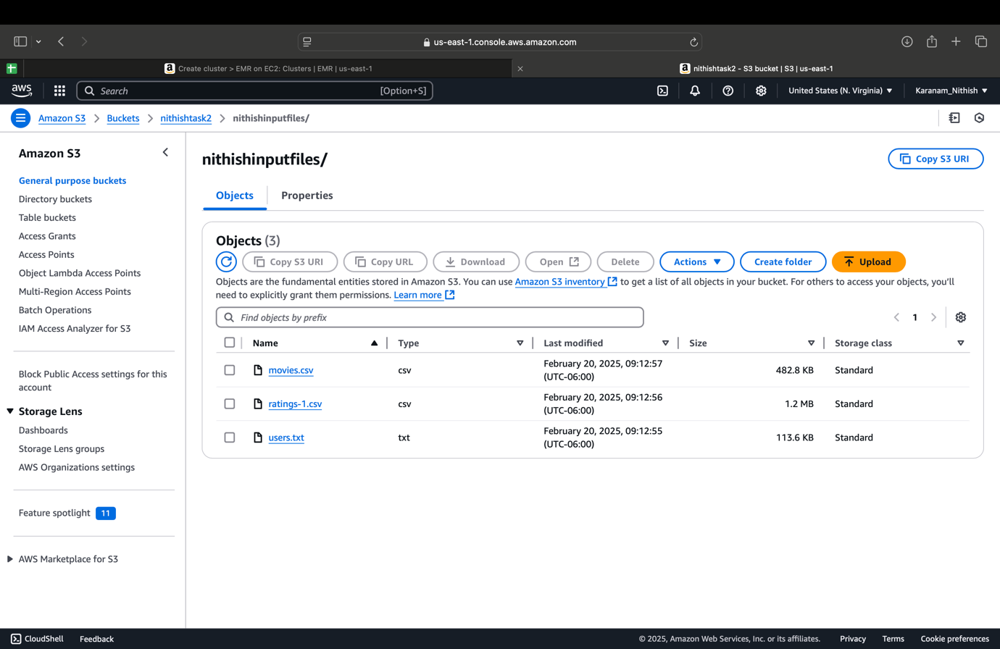 us-east-1.console.aws.amazon.com
Create cluster > EMR on EC2: Clusters | EMR | us-east-1
nithishtask2 - S3 bucket | S3 | us-east-1
aws
Search [Option+S]
United States (N. Virginia)
Karanam_Nithish
Amazon S3 > Buckets > nithishtask2 > nithishinputfiles/
Amazon S3
General purpose buckets
Directory buckets
Table buckets
Access Grants
Access Points
Object Lambda Access Points
Multi-Region Access Points
Batch Operations
IAM Access Analyzer for S3
Block Public Access settings for this
account
Storage Lens
Dashboards
Storage Lens groups
AWS Organizations settings
Feature spotlight 11
AWS Marketplace for S3
nithishinputfiles/
Copy S3 URI
Objects Properties
Objects (3)
Copy S3 URI Copy URL Download Open Delete Actions Create folder Upload
Objects are the fundamental entities stored in Amazon S3. You can use Amazon S3 inventory to get a list of all objects in your bucket. For others to access your objects, you'll
need to explicitly grant them permissions. Learn more
Find objects by prefix
1
Name Type Last modified Size Storage class
movies.csv csv February 20, 2025, 09:12:57 (UTC-06:00) 482.8 KB Standard
ratings-1.csv csv February 20, 2025, 09:12:56 (UTC-06:00) 1.2 MB Standard
users.txt txt February 20, 2025, 09:12:55 (UTC-06:00) 113.6 KB Standard
CloudShell Feedback © 2025, Amazon Web Services, Inc. or its affiliates. Privacy Terms Cookie preferences